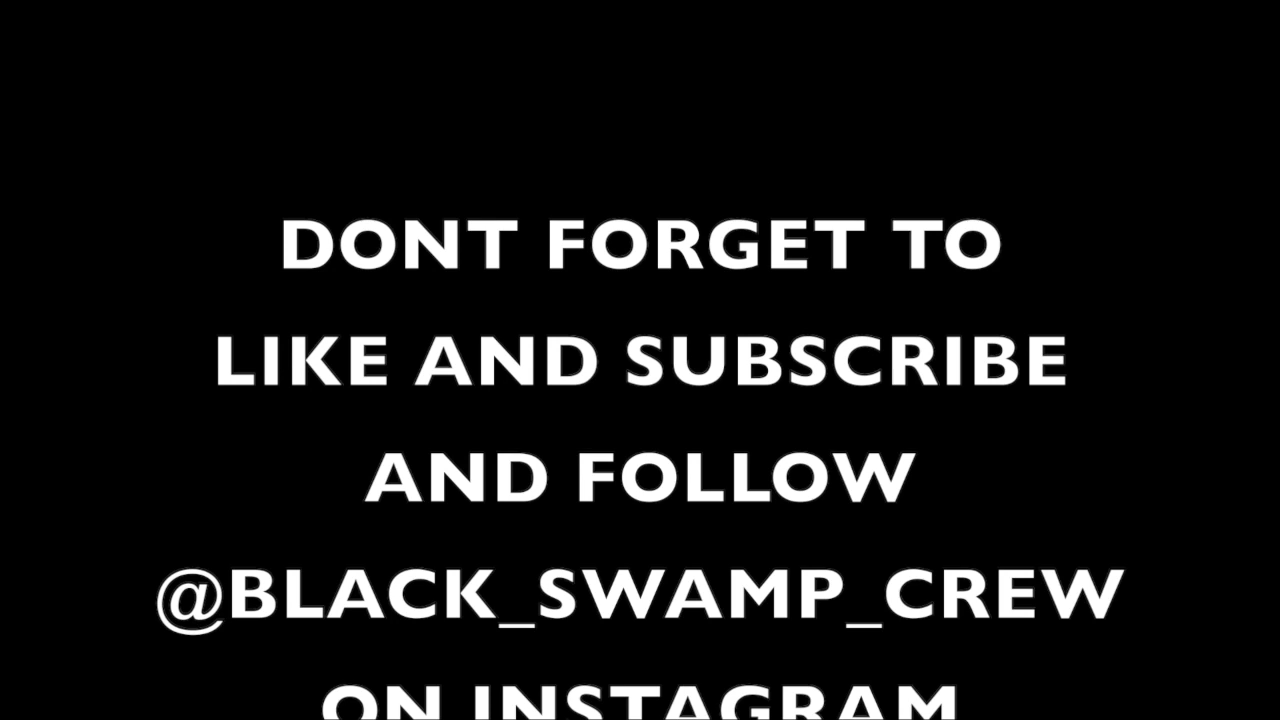 DONT FORGET TO
LIKE AND SUBSCRIBE
AND FOLLOW
@BLACK_SWAMP_CREW
ON INSTAGRAM